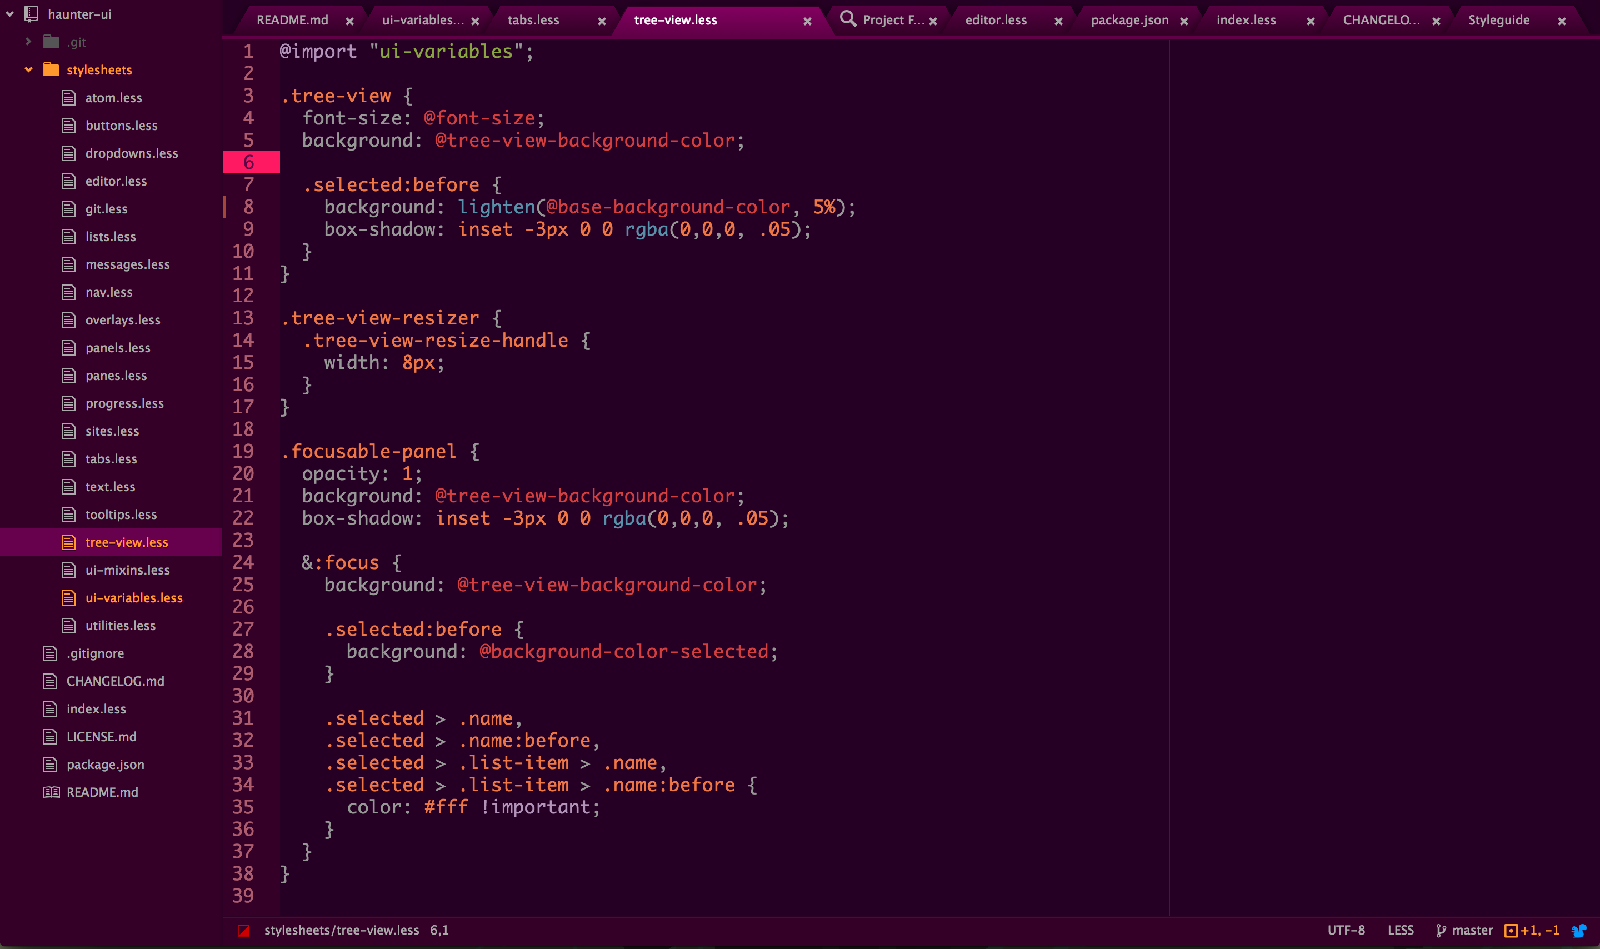 haunter-ui
.git
stylesheets
atom.less
buttons.less
dropdowns.less
editor.less
git.less
lists.less
messages.less
nav.less
overlays.less
panels.less
panes.less
progress.less
sites.less
tabs.less
text.less
tooltips.less
tree-view.less
ui-mixins.less
ui-variables.less
utilities.less
.gitignore
CHANGELOG.md
index.less
LICENSE.md
package.json
README.md
README.md × ui-variables... × tabs.less × tree-view.less × Project F... × editor.less × package.json × index.less × CHANGELO... × Styleguide ×
1 @import "ui-variables";
2
3 .tree-view {
4   font-size: @font-size;
5   background: @tree-view-background-color;
6
7   .selected:before {
8     background: lighten(@base-background-color, 5%);
9     box-shadow: inset -3px 0 0 rgba(0,0,0, .05);
10   }
11 }
12
13 .tree-view-resizer {
14   .tree-view-resize-handle {
15     width: 8px;
16   }
17 }
18
19 .focusable-panel {
20   opacity: 1;
21   background: @tree-view-background-color;
22   box-shadow: inset -3px 0 0 rgba(0,0,0, .05);
23
24   &:focus {
25     background: @tree-view-background-color;
26
27     .selected:before {
28       background: @background-color-selected;
29     }
30
31     .selected > .name,
32     .selected > .name:before,
33     .selected > .list-item > .name,
34     .selected > .list-item > .name:before {
35       color: #fff !important;
36     }
37   }
38 }
39
stylesheets/tree-view.less 6,1 UTF-8 LESS master +1, -1